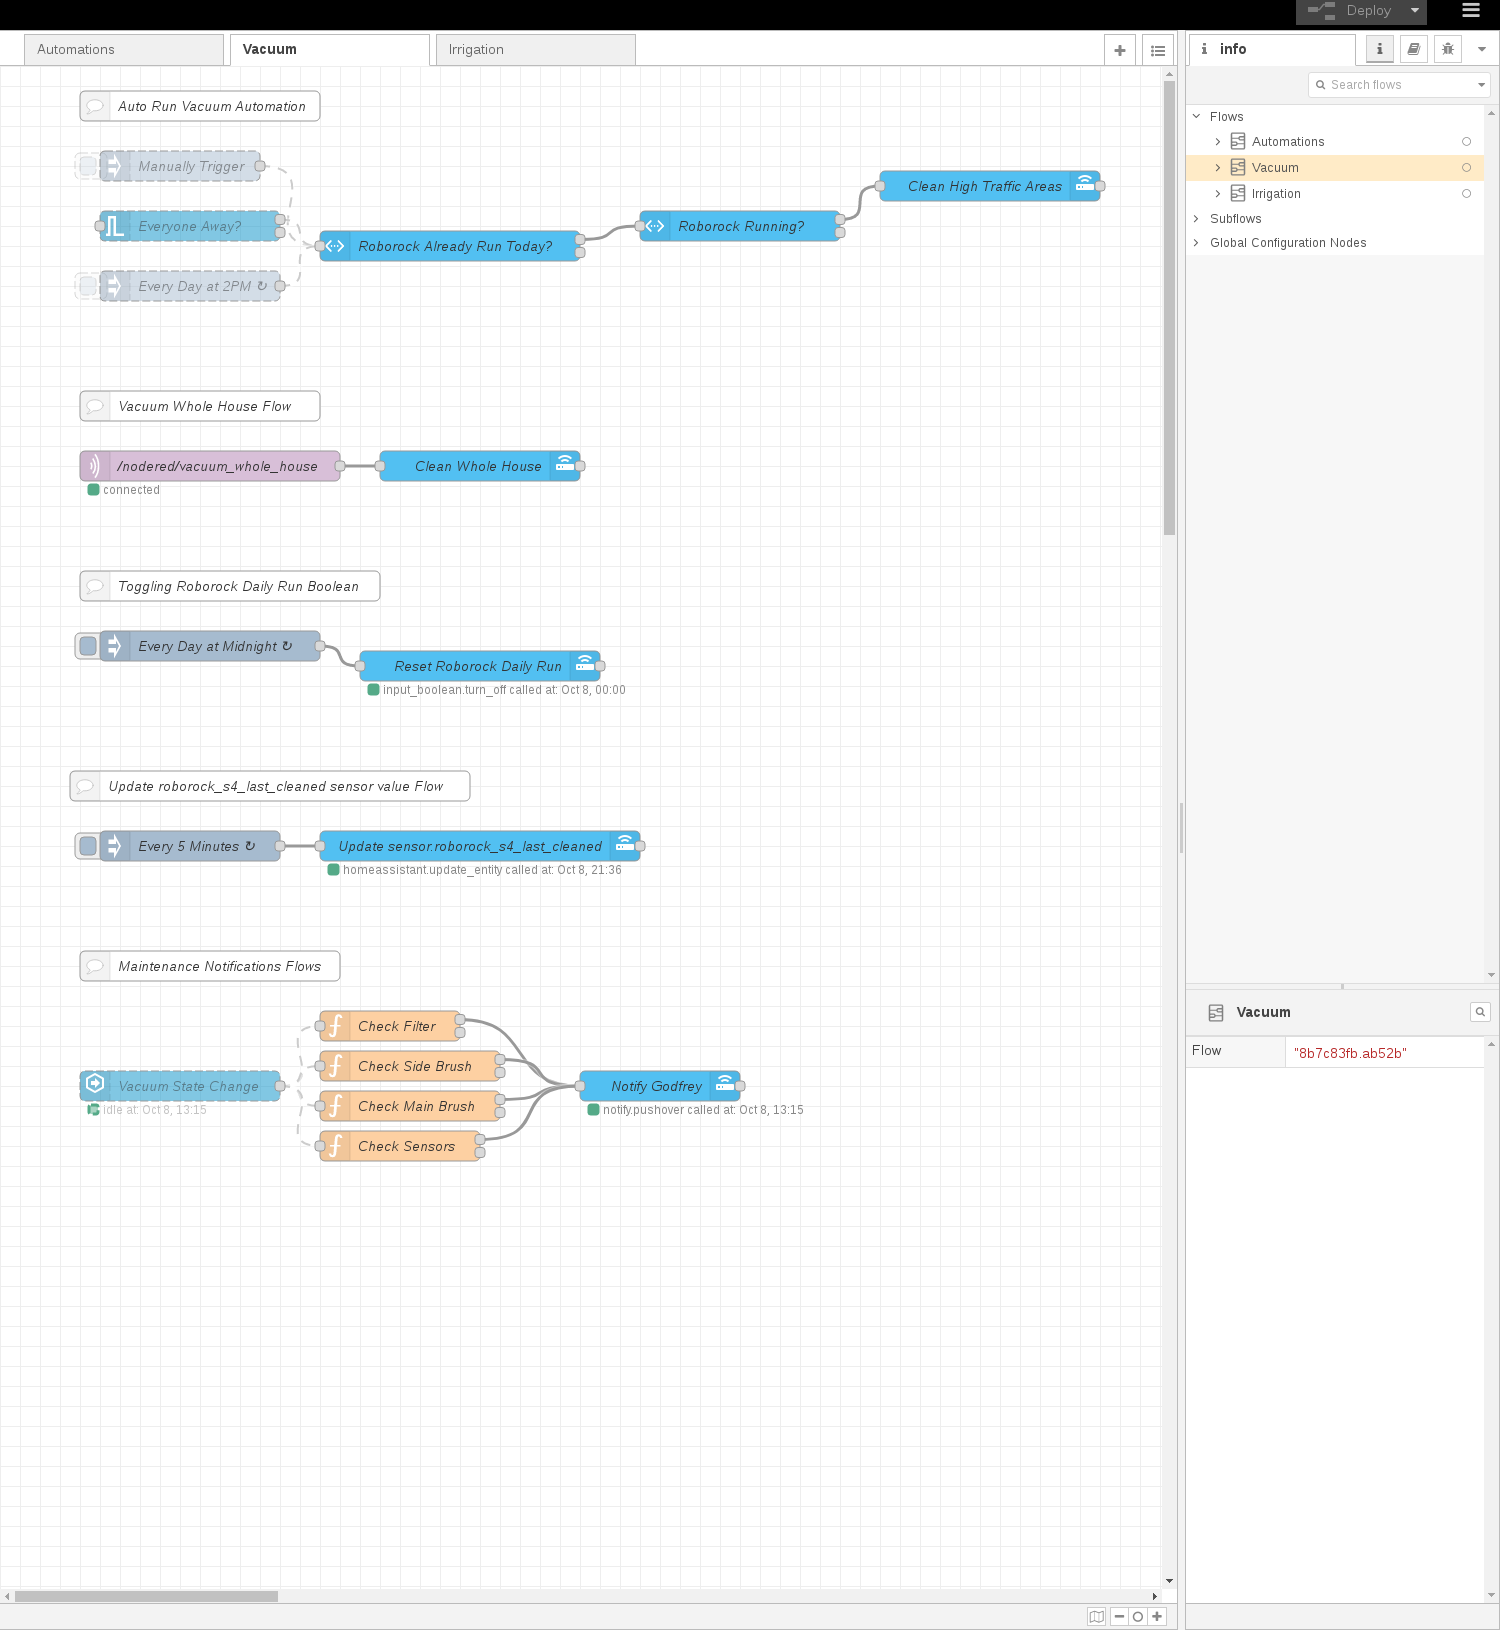 Deploy
Automations
Vacuum
Irrigation
info
Search flows
Auto Run Vacuum Automation
Manually Trigger
Everyone Away?
Every Day at 2PM ↻
Roborock Already Run Today?
Roborock Running?
Clean High Traffic Areas
Vacuum Whole House Flow
/nodered/vacuum_whole_house
connected
Clean Whole House
Toggling Roborock Daily Run Boolean
Every Day at Midnight ↻
Reset Roborock Daily Run
input_boolean.turn_off called at: Oct 8, 00:00
Update roborock_s4_last_cleaned sensor value Flow
Every 5 Minutes ↻
Update sensor.roborock_s4_last_cleaned
homeassistant.update_entity called at: Oct 8, 21:36
Maintenance Notifications Flows
Vacuum State Change
idle at: Oct 8, 13:15
Check Filter
Check Side Brush
Check Main Brush
Check Sensors
Notify Godfrey
notify.pushover called at: Oct 8, 13:15
Flows
Automations
Vacuum
Irrigation
Subflows
Global Configuration Nodes
Vacuum
Flow
"8b7c83fb.ab52b"